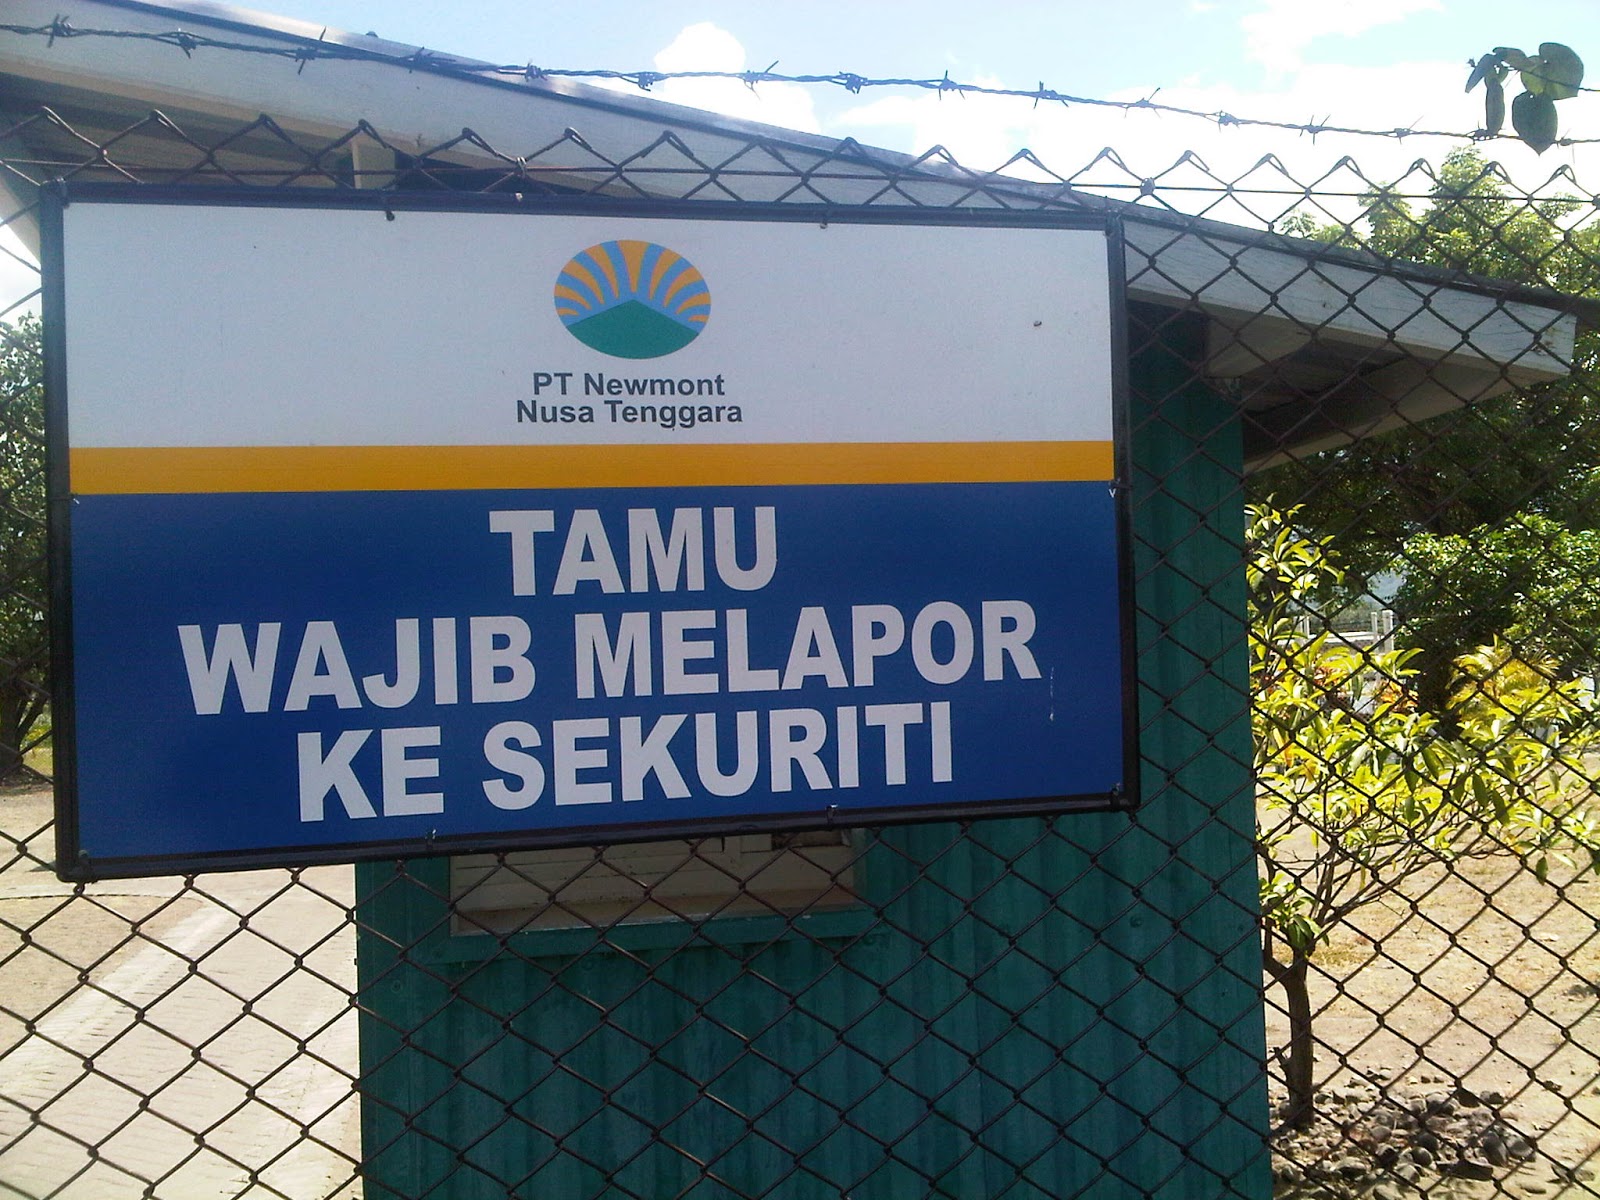 PT Newmont
Nusa Tenggara
TAMU
WAJIB MELAPOR
KE SEKURITI